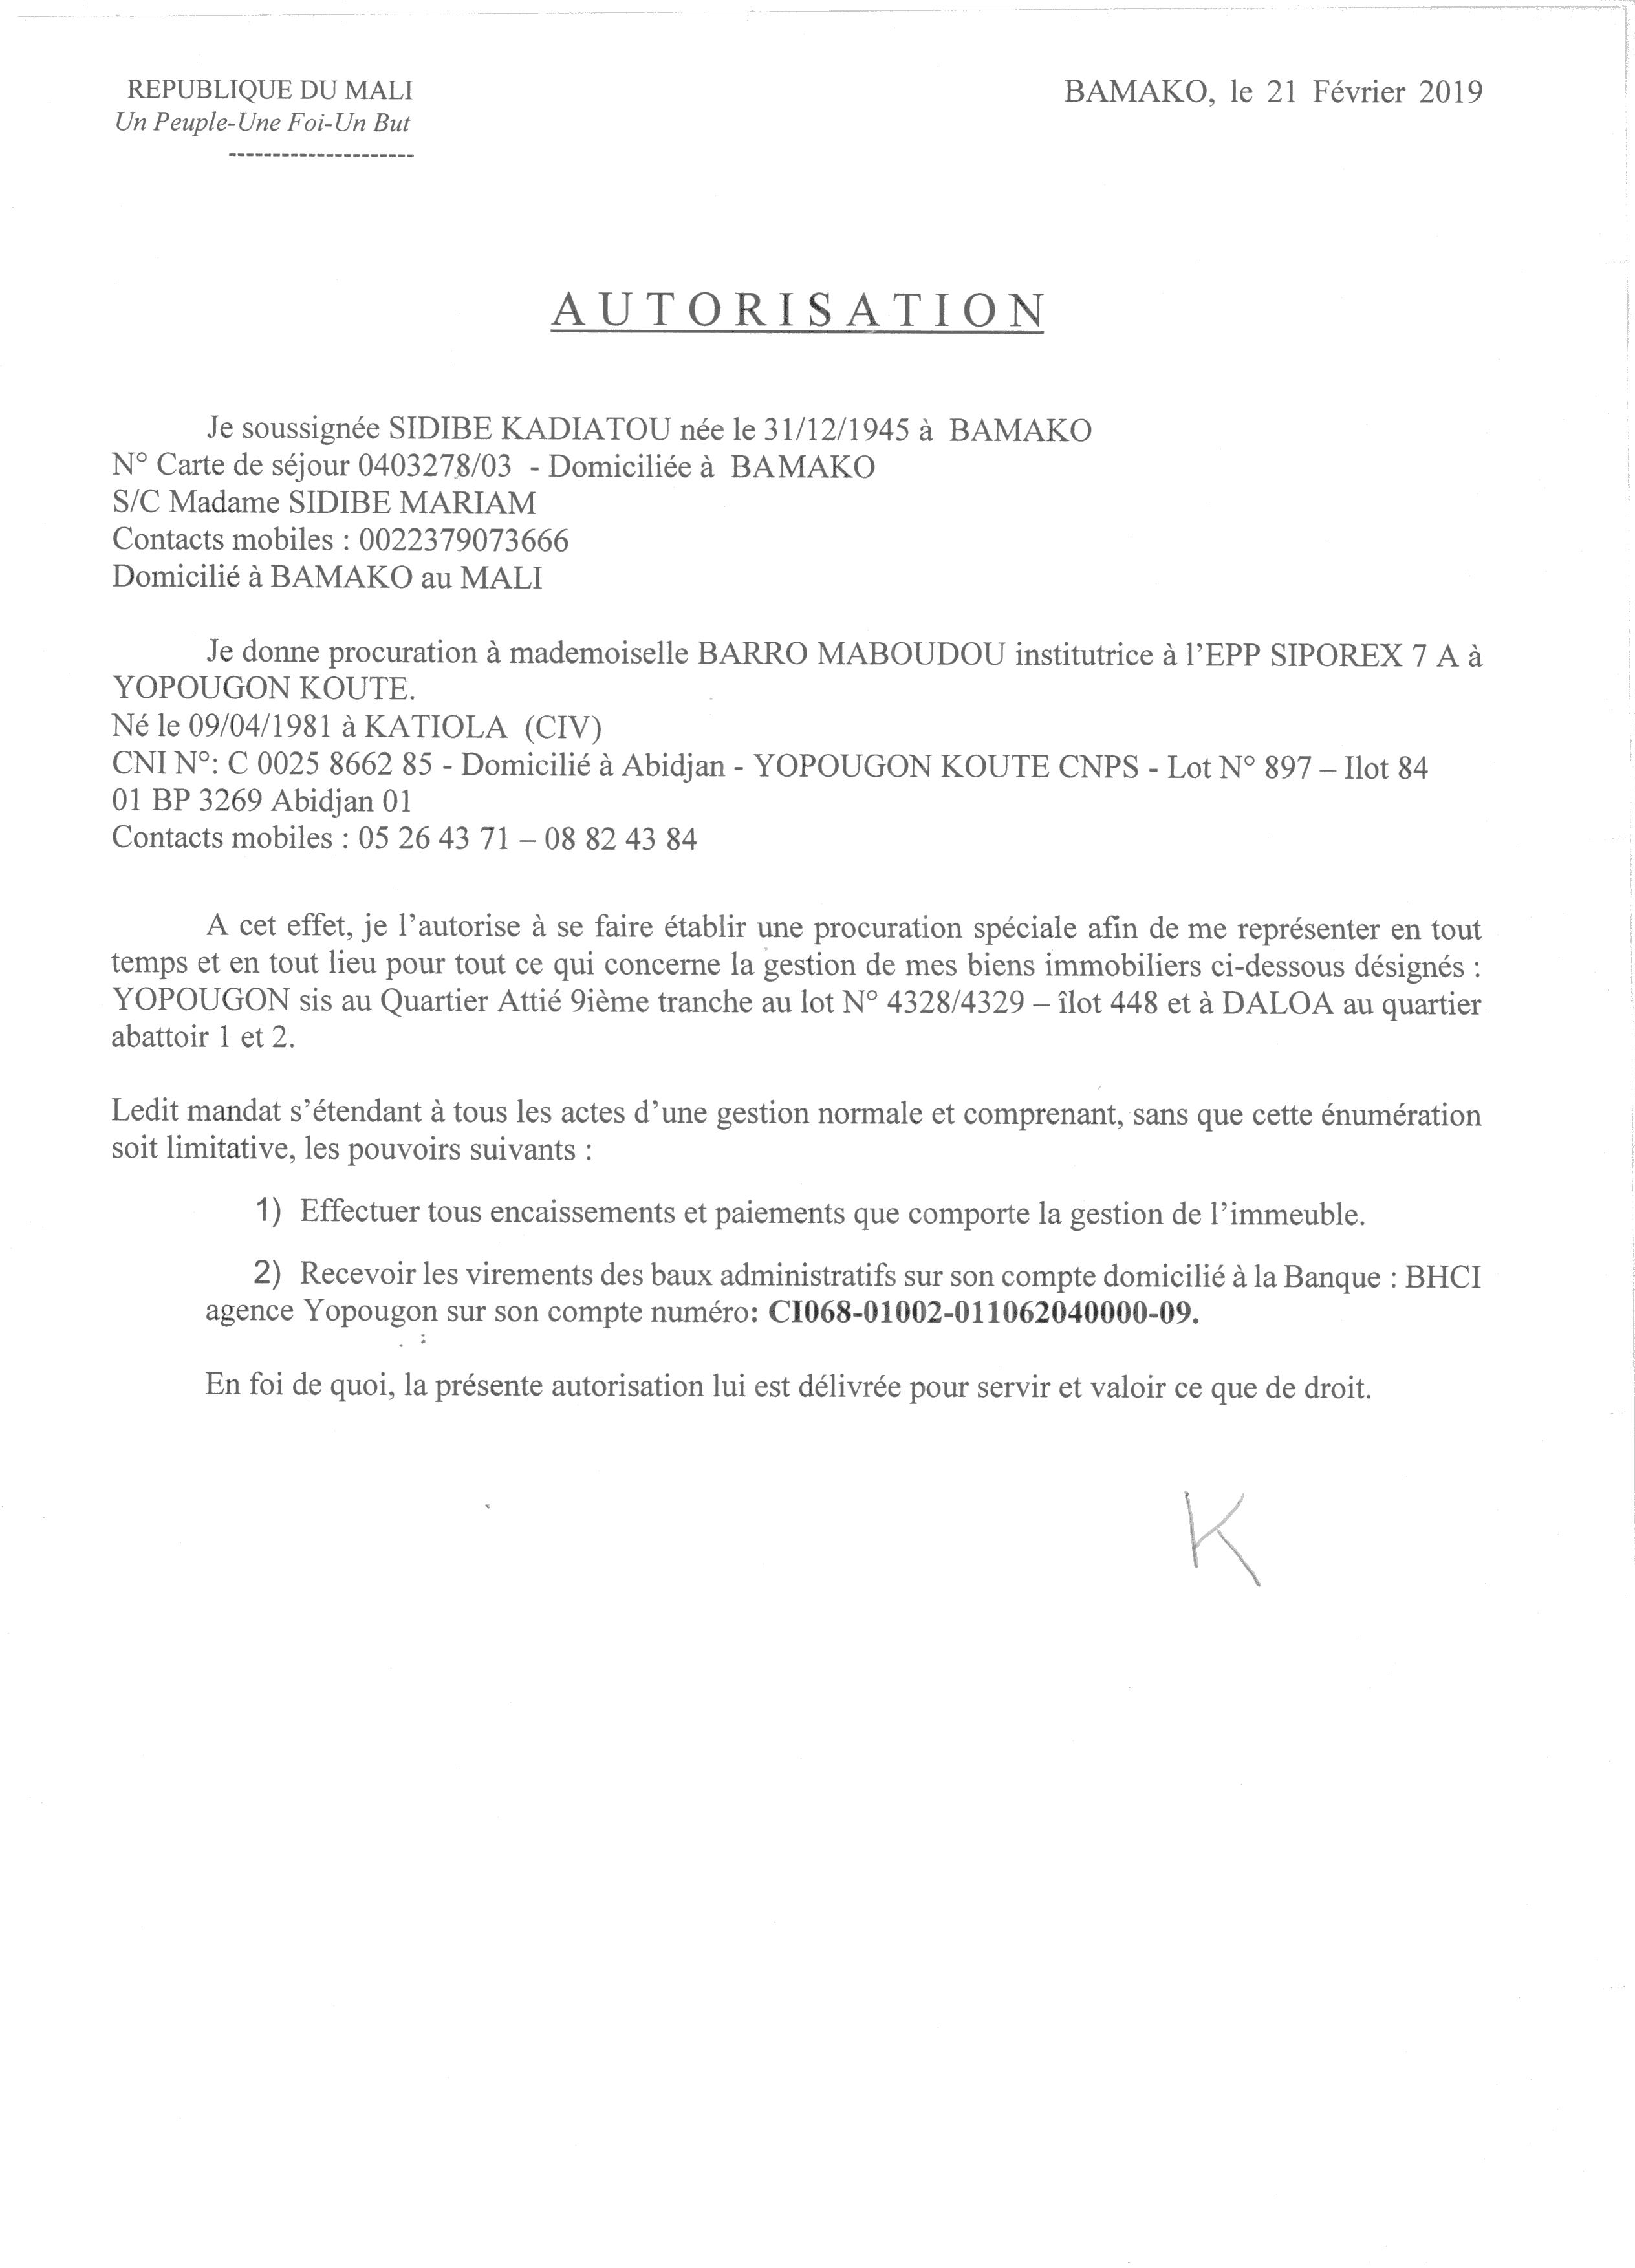 REPUBLIQUE DU MALI
Un Peuple-Une Foi-Un But
---------------------
BAMAKO, le 21 Février 2019
AUTORISATION
Je soussignée SIDIBE KADIATOU née le 31/12/1945 à BAMAKO
N° Carte de séjour 0403278/03 - Domiciliée à BAMAKO
S/C Madame SIDIBE MARIAM
Contacts mobiles : 0022379073666
Domicilié à BAMAKO au MALI
Je donne procuration à mademoiselle BARRO MABOUDOU institutrice à l'EPP SIPOREX 7 A à
YOPOUGON KOUTE.
Né le 09/04/1981 à KATIOLA (CIV)
CNI N°: C 0025 8662 85 - Domicilié à Abidjan - YOPOUGON KOUTE CNPS - Lot N° 897 – Ilot 84
01 BP 3269 Abidjan 01
Contacts mobiles : 05 26 43 71 – 08 82 43 84
A cet effet, je l'autorise à se faire établir une procuration spéciale afin de me représenter en tout
temps et en tout lieu pour tout ce qui concerne la gestion de mes biens immobiliers ci-dessous désignés :
YOPOUGON sis au Quartier Attié 9ième tranche au lot N° 4328/4329 – îlot 448 et à DALOA au quartier
abattoir 1 et 2.
Ledit mandat s'étendant à tous les actes d'une gestion normale et comprenant, sans que cette énumération
soit limitative, les pouvoirs suivants :
1) Effectuer tous encaissements et paiements que comporte la gestion de l'immeuble.
2) Recevoir les virements des baux administratifs sur son compte domicilié à la Banque : BHCI
agence Yopougon sur son compte numéro: CI068-01002-011062040000-09.
En foi de quoi, la présente autorisation lui est délivrée pour servir et valoir ce que de droit.
K